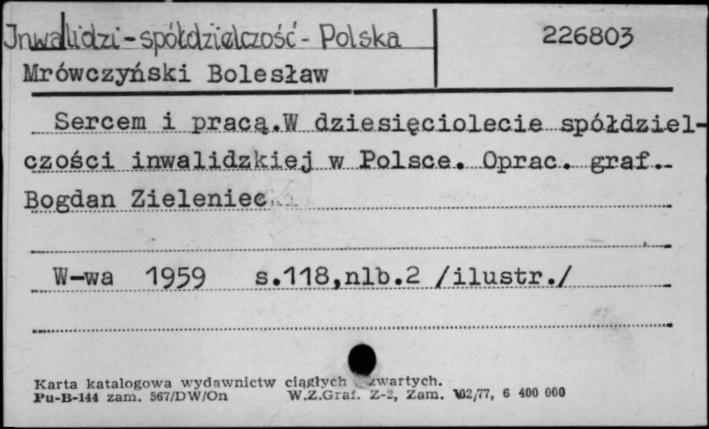 Inwalidzi-spółdzielczość-Polska 226803
Mrówczyński Bolesław
Sercem i pracą.W dziesięciolecie spółdziel-
czości inwalidzkiej w Polsce. Oprac. graf.
Bogdan Zieleniec
W-wa 1959 s.118,nlb.2 /ilustr./
Karta katalogowa wydawnictw ciągłych zwartych.
Pu-B-144 zam. 567/DW/On W.Z.Graf. Z-2, Zam. 102/77, 6 400 000